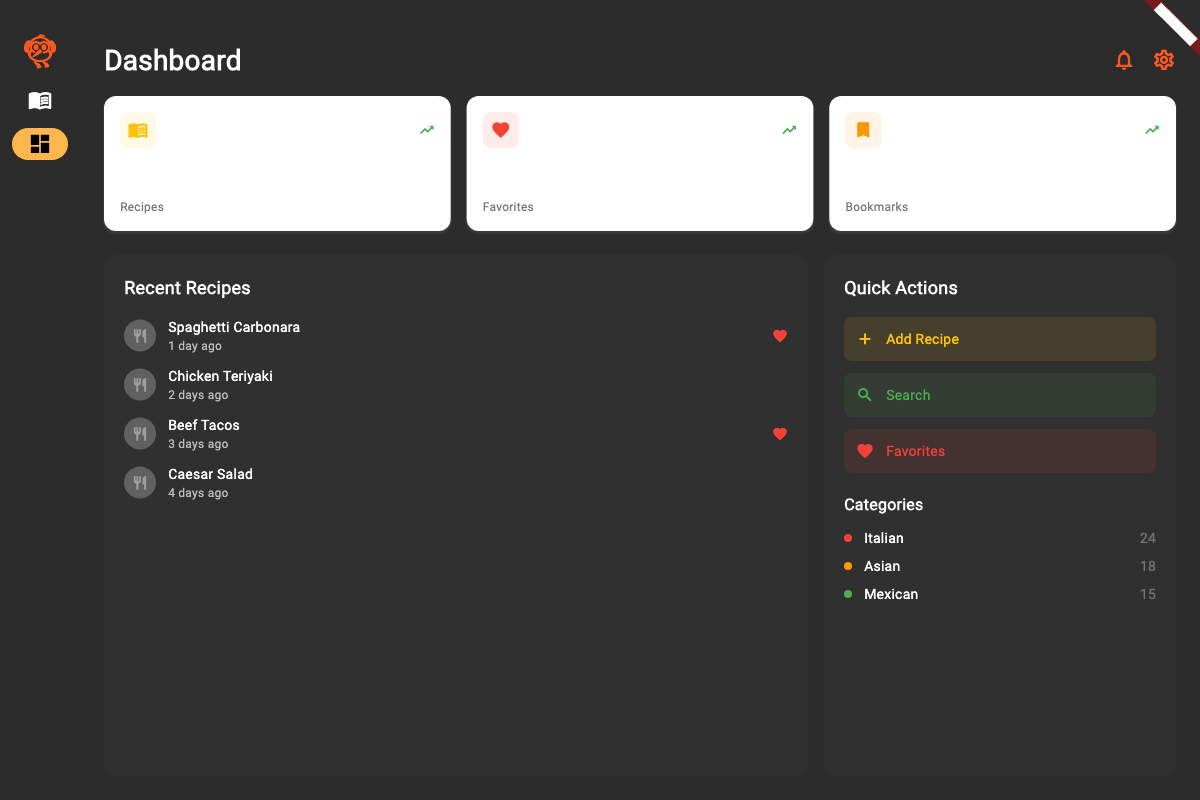 Dashboard
Recipes
Favorites
Bookmarks
Recent Recipes
Spaghetti Carbonara
1 day ago
Chicken Teriyaki
2 days ago
Beef Tacos
3 days ago
Caesar Salad
4 days ago
Quick Actions
Add Recipe
Search
Favorites
Categories
Italian 24
Asian 18
Mexican 15